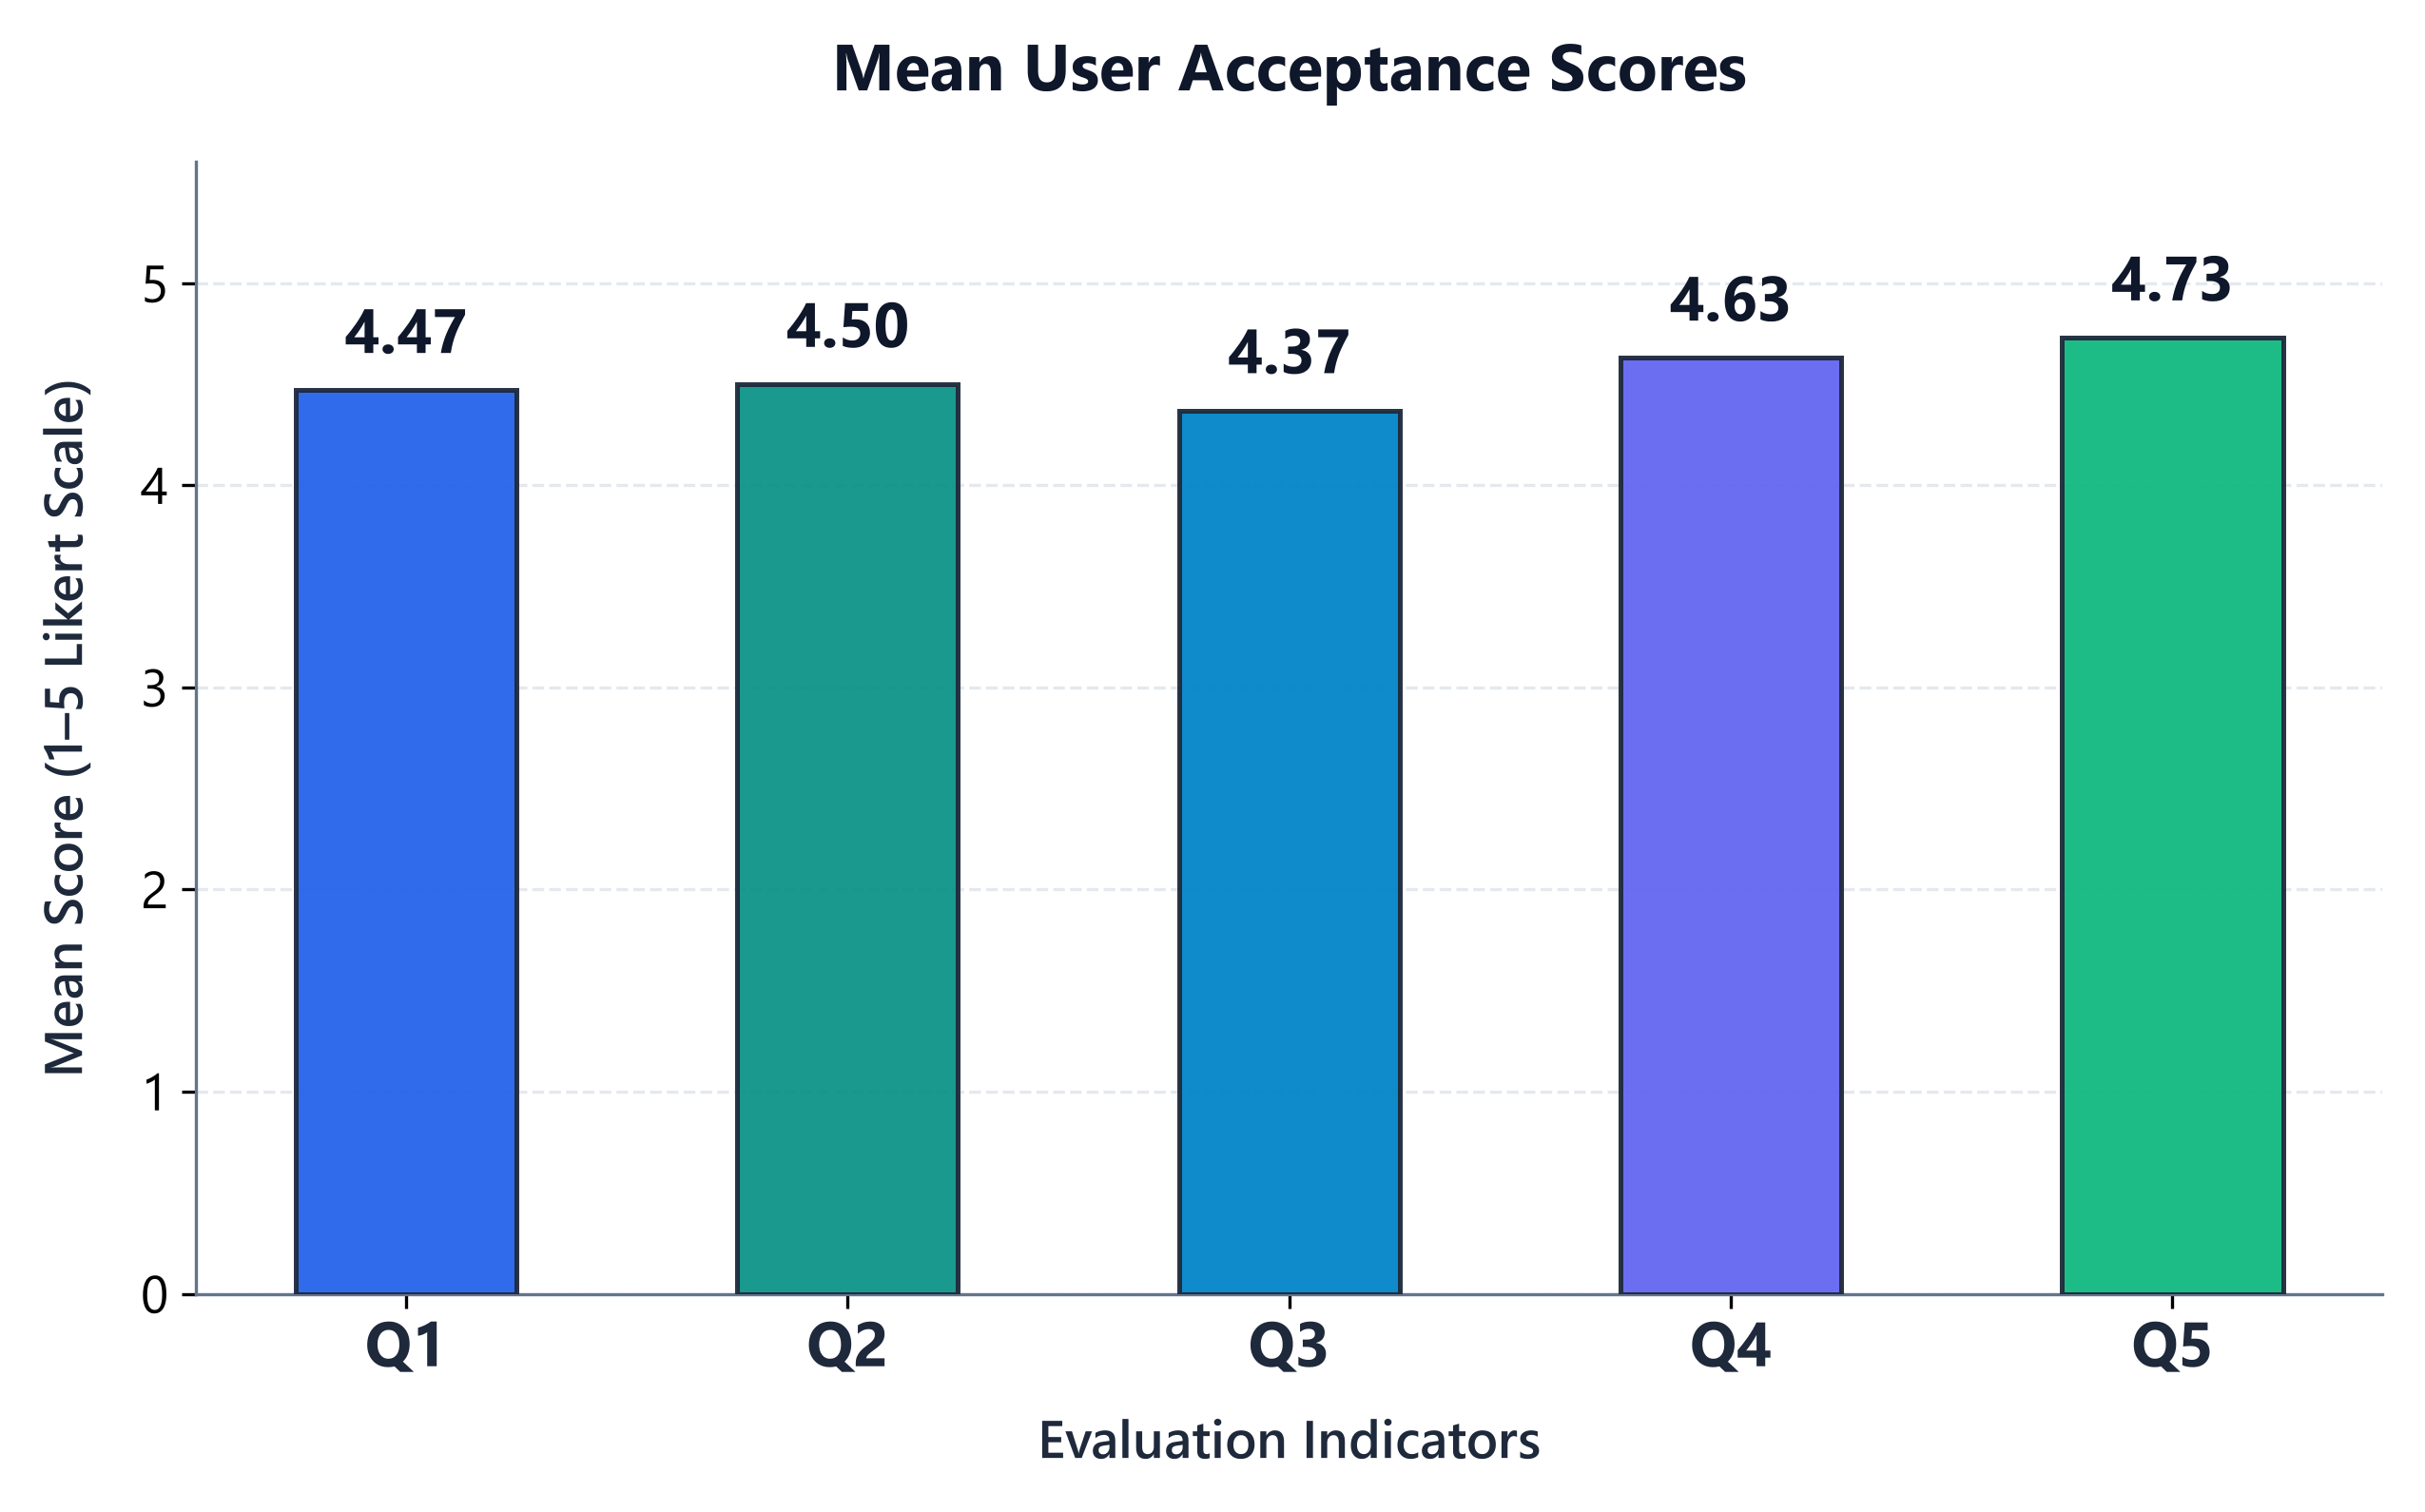 Mean User Acceptance Scores
Mean Score (1–5 Likert Scale)
5
4
3
2
1
0
4.47
4.50
4.37
4.63
4.73
Q1
Q2
Q3
Q4
Q5
Evaluation Indicators